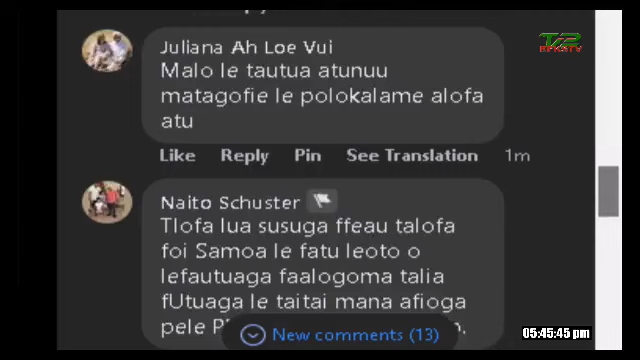 Juliana Ah Loe Vui
Malo le tautua atunuu
matagofie le polokalame alofa
atu
Like Reply Pin See Translation 1m
Naito Schuster
Tlofa lua susuga ffeau talofa
foi Samoa le fatu leoto o
lefautuaga faalogoma talia
fUtuaga le taitai mana afioga
pele
New comments (13)
05:45:45 pm